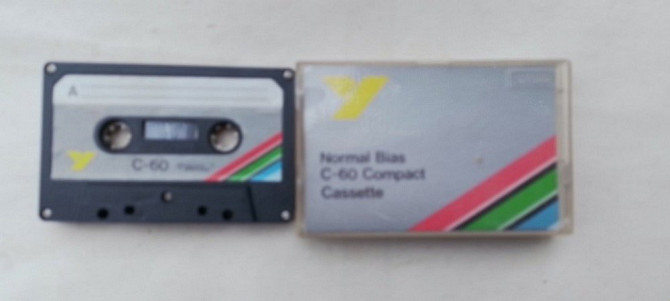 A
C-60
Normal Bias
C-60 Compact
Cassette